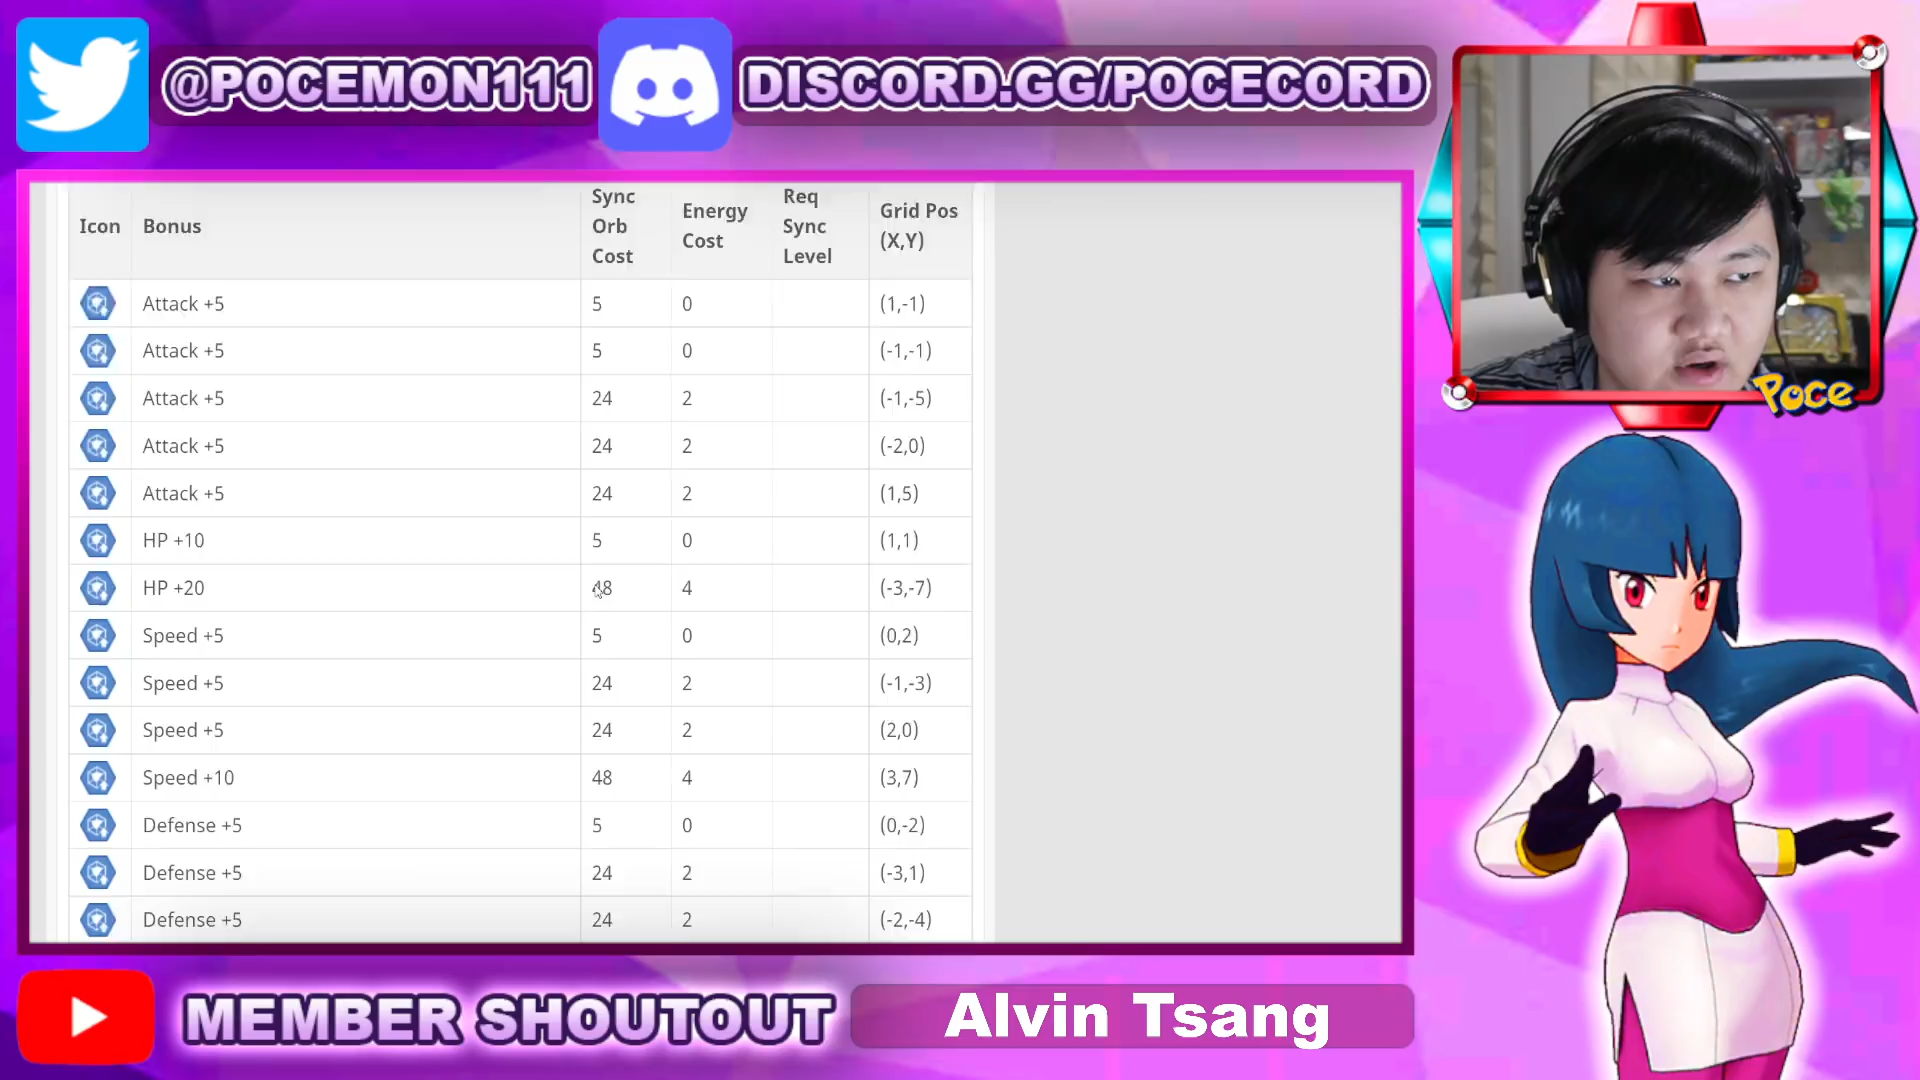 @POCEMON111 DISCORD.GG/POCECORD
Poce
Icon Bonus Sync Orb Cost Energy Cost Req Sync Level Grid Pos (X,Y)
Attack +5 5 0 (1,-1)
Attack +5 5 0 (-1,-1)
Attack +5 24 2 (-1,-5)
Attack +5 24 2 (-2,0)
Attack +5 24 2 (1,5)
HP +10 5 0 (1,1)
HP +20 48 4 (-3,-7)
Speed +5 5 0 (0,2)
Speed +5 24 2 (-1,-3)
Speed +5 24 2 (2,0)
Speed +10 48 4 (3,7)
Defense +5 5 0 (0,-2)
Defense +5 24 2 (-3,1)
Defense +5 24 2 (-2,-4)
MEMBER SHOUTOUT Alvin Tsang